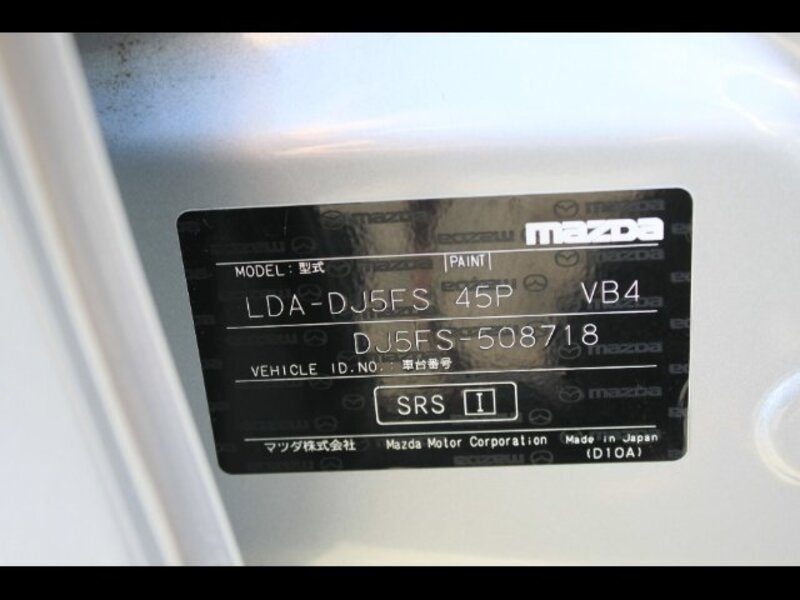 mazda
MODEL:型式 PAINT
LDA-DJ5FS 45P VB4
DJ5FS-508718
VEHICLE ID.NO.:車台番号
SRS I
マツダ株式会社 Mazda Motor Corporation Made in Japan
(D10A)